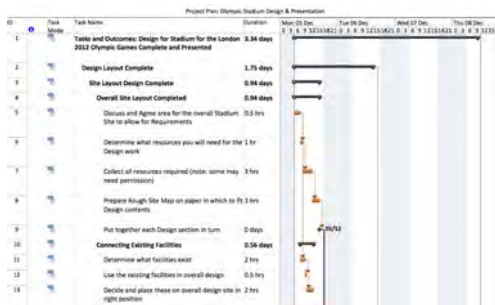 Project Plan: Olympic Stadium Design & Presentation
ID Task Mode Task Name Duration Mon 05 Dec Tue 06 Dec Wed 07 Dec Thu 08 Dec
1 Tasks and Outcomes: Design for Stadium for the London 3.34 days
2012 Olympic Games Complete and Presented
2 Design Layout Complete 1.75 days
3 Site Layout Design Complete 0.94 days
4 Overall Site Layout Completed 0.94 days
5 Discuss and Agree area for the overall Stadium 0.5 hrs
Site to allow for Requirements
6 Determine what resources you will need for the 1 hr
Design work
7 Collect all resources required (note: some may 3 hrs
need permission)
8 Prepare Rough Site Map on paper in which to fit 3 hrs
Design contents
9 Put together each Design section in turn 0 days 05/12
10 Connecting Existing Facilities 0.56 days
11 Determine what facilities exist 2 hrs
12 Use the existing facilities in overall design 0.5 hrs
13 Decide and place these on overall design site in 2 hrs
right position